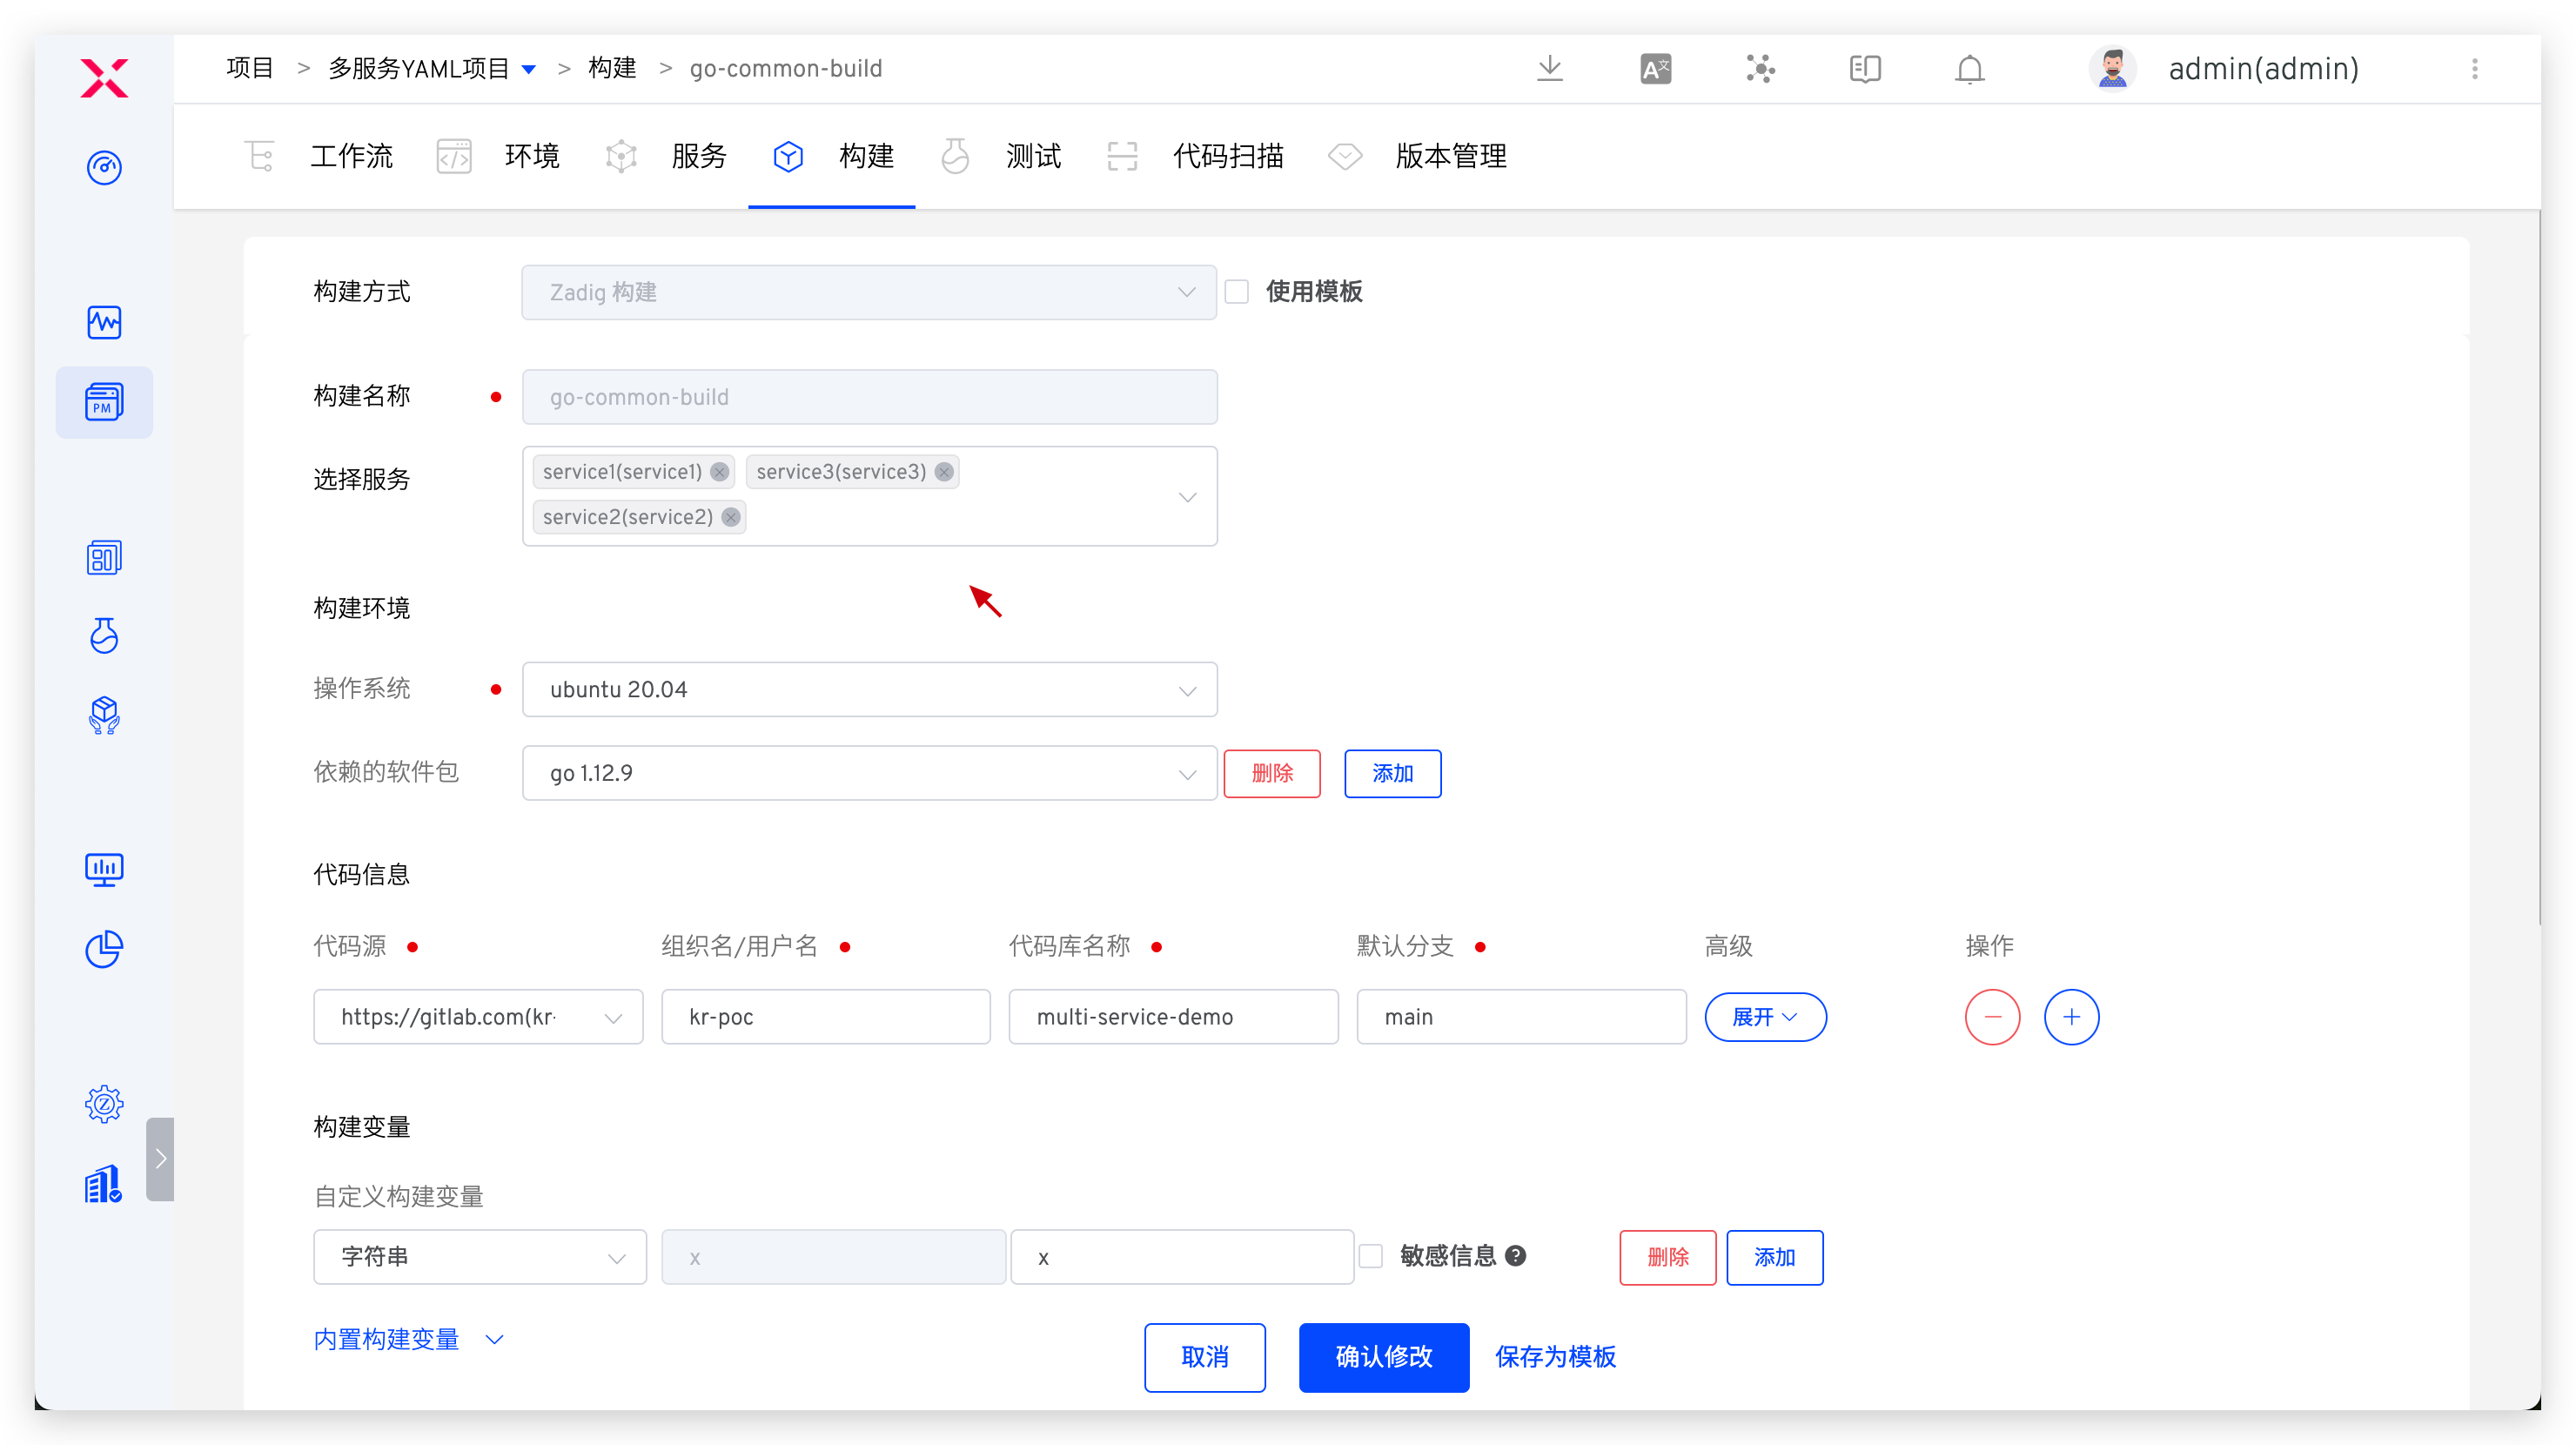 项目 > 多服务YAML项目 > 构建 > go-common-build
admin(admin)
工作流 环境 服务 构建 测试 代码扫描 版本管理
构建方式 Zadig 构建 使用模板
PM
构建名称 go-common-build
选择服务 service1(service1) service3(service3)
service2(service2)
构建环境
操作系统 ubuntu 20.04
依赖的软件包 go 1.12.9 删除 添加
代码信息
代码源 组织名/用户名 代码库名称 默认分支 高级 操作
https://gitlab.com(kr- kr-poc multi-service-demo main 展开
构建变量
自定义构建变量
字符串 x x 敏感信息 ? 删除 添加
内置构建变量
取消 确认修改 保存为模板